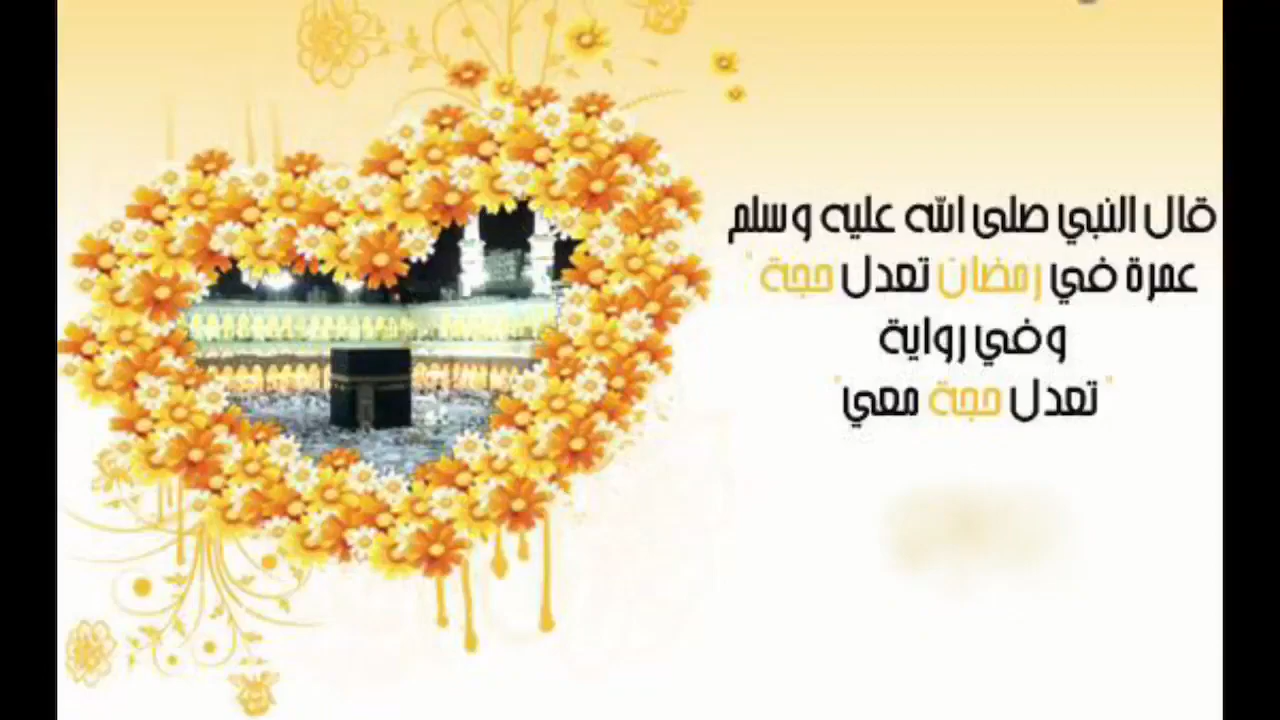 قال النبي صلى الله عليه وسلم
عمرة في رمضان تعدل حجة "
وفي رواية
"تعدل حجة معي"